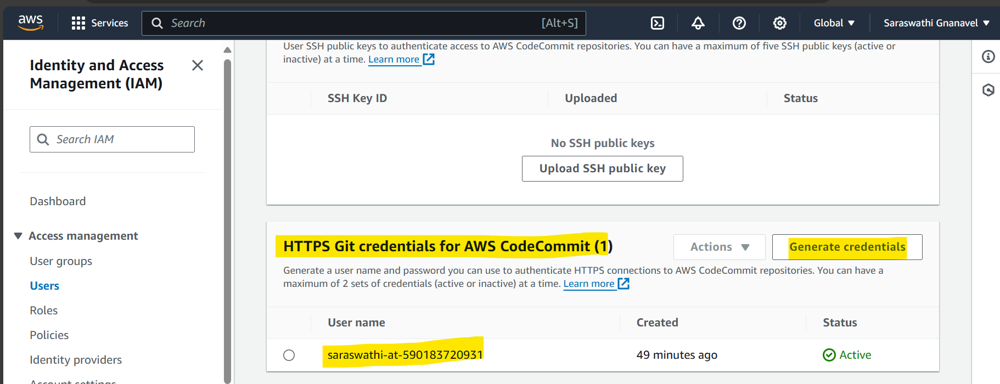 aws
Services
Search
[Alt+S]
Global
Saraswathi Gnanavel
Identity and Access
Management (IAM)
Search IAM
Dashboard
Access management
User groups
Users
Roles
Policies
Identity providers
Account settings
User SSH public keys to authenticate access to AWS CodeCommit repositories. You can have a maximum of five SSH public keys (active or
inactive) at a time. Learn more
SSH Key ID
Uploaded
Status
No SSH public keys
Upload SSH public key
HTTPS Git credentials for AWS CodeCommit (1)
Actions
Generate credentials
Generate a user name and password you can use to authenticate HTTPS connections to AWS CodeCommit repositories. You can have a
maximum of 2 sets of credentials (active or inactive) at a time. Learn more
User name
Created
Status
saraswathi-at-590183720931
49 minutes ago
Active